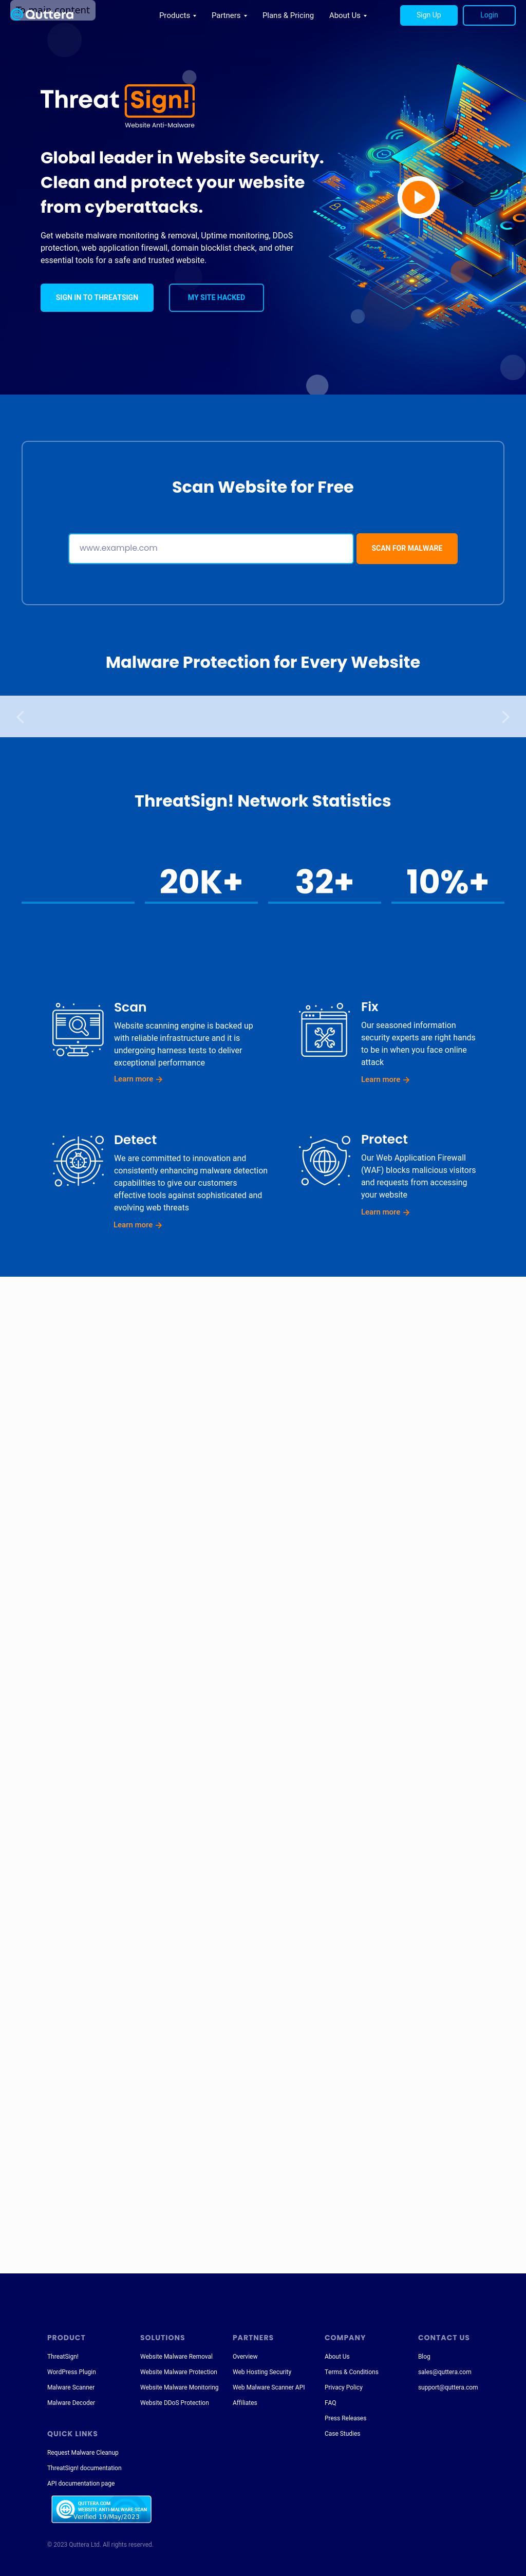 To main content
Quttera
Products
Partners
Plans & Pricing
About Us
Sign Up
Login
Threat Sign!
Website Anti-Malware
Global leader in Website Security.
Clean and protect your website
from cyberattacks.
Get website malware monitoring & removal, Uptime monitoring, DDoS
protection, web application firewall, domain blocklist check, and other
essential tools for a safe and trusted website.
SIGN IN TO THREATSIGN
MY SITE HACKED
Scan Website for Free
www.example.com
SCAN FOR MALWARE
Malware Protection for Every Website
ThreatSign! Network Statistics
20K+
32+
10%+
Scan
Website scanning engine is backed up
with reliable infrastructure and it is
undergoing harness tests to deliver
exceptional performance
Learn more
Fix
Our seasoned information
security experts are right hands
to be in when you face online
attack
Learn more
Detect
We are committed to innovation and
consistently enhancing malware detection
capabilities to give our customers
effective tools against sophisticated and
evolving web threats
Learn more
Protect
Our Web Application Firewall
(WAF) blocks malicious visitors
and requests from accessing
your website
Learn more
PRODUCT
ThreatSign!
WordPress Plugin
Malware Scanner
Malware Decoder
SOLUTIONS
Website Malware Removal
Website Malware Protection
Website Malware Monitoring
Website DDoS Protection
PARTNERS
Overview
Web Hosting Security
Web Malware Scanner API
Affiliates
COMPANY
About Us
Terms & Conditions
Privacy Policy
FAQ
Press Releases
Case Studies
CONTACT US
Blog
sales@quttera.com
support@quttera.com
QUICK LINKS
Request Malware Cleanup
ThreatSign! documentation
API documentation page
QUTTERA.COM
WEBSITE ANTI-MALWARE SCAN
Verified 19/May/2023
© 2023 Quttera Ltd. All rights reserved.